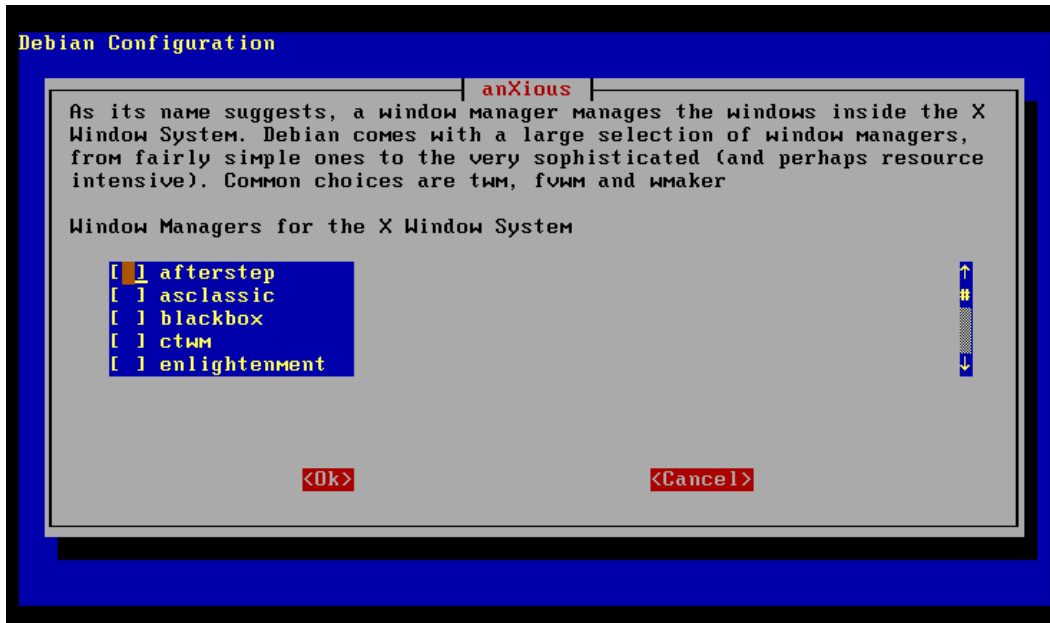 Debian Configuration
anXious
As its name suggests, a window manager manages the windows inside the X
Window System. Debian comes with a large selection of window managers,
from fairly simple ones to the very sophisticated (and perhaps resource
intensive). Common choices are twm, fvwm and wmaker
Window Managers for the X Window System
[ ] afterstep
[ ] asclassic
[ ] blackbox
[ ] ctwm
[ ] enlightenment
<Ok> <Cancel>